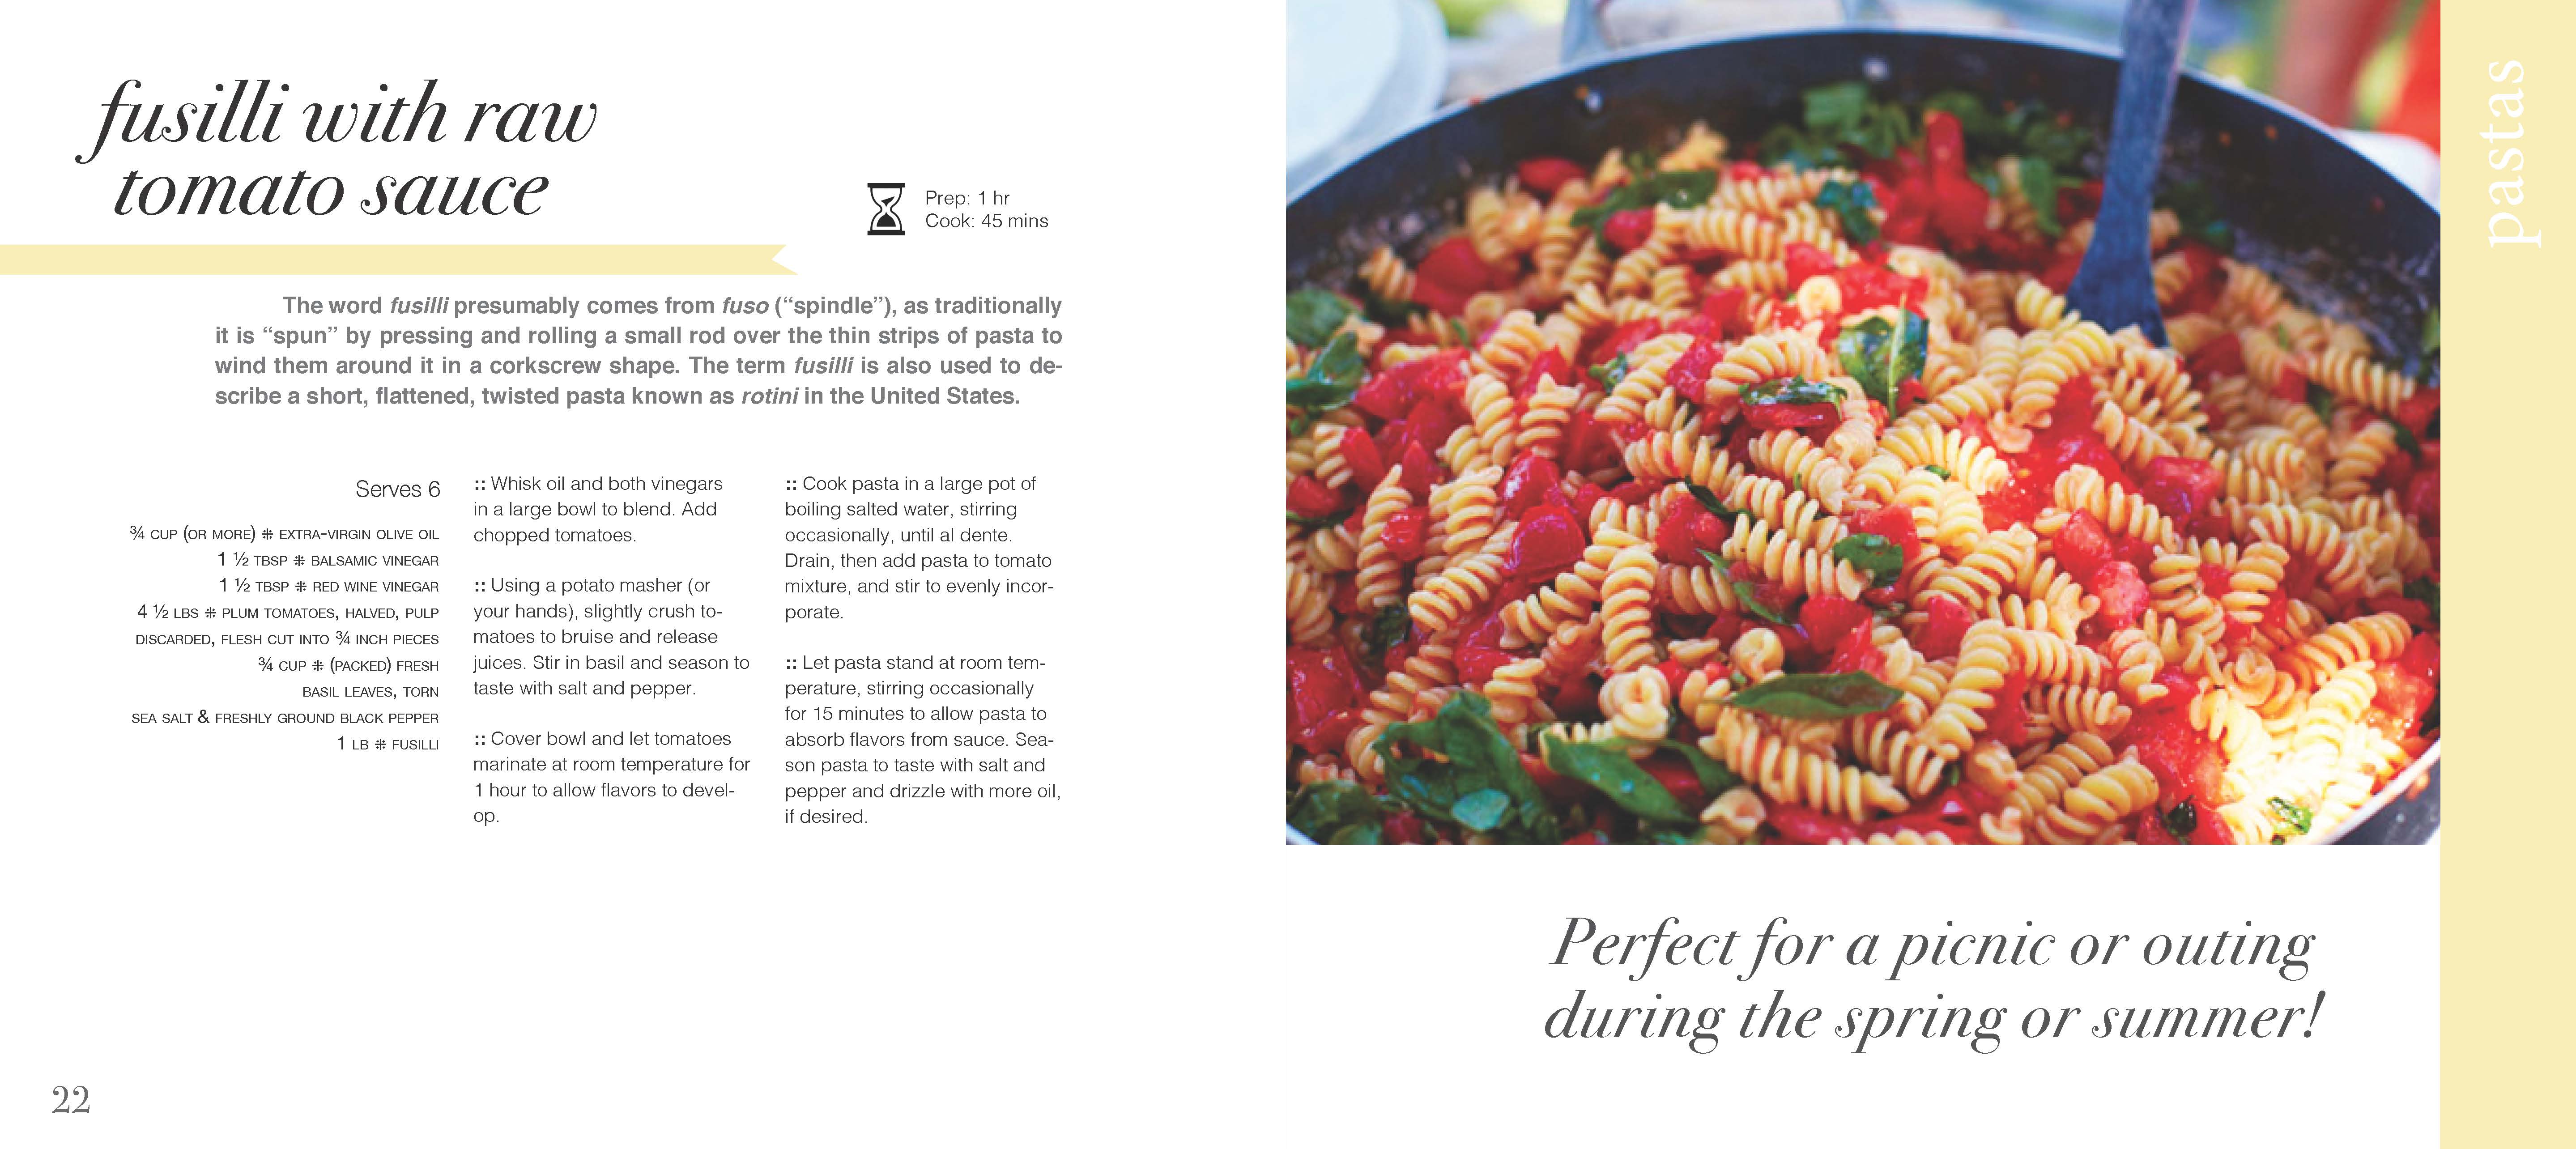 fusilli with raw
tomato sauce
Prep: 1 hr
Cook: 45 mins
The word fusilli presumably comes from fuso (“spindle”), as traditionally
it is “spun” by pressing and rolling a small rod over the thin strips of pasta to
wind them around it in a corkscrew shape. The term fusilli is also used to de-
scribe a short, flattened, twisted pasta known as rotini in the United States.
Serves 6
¾ CUP (OR MORE) ⁜ EXTRA-VIRGIN OLIVE OIL
1 ½ TBSP ⁜ BALSAMIC VINEGAR
1 ½ TBSP ⁜ RED WINE VINEGAR
4 ½ LBS ⁜ PLUM TOMATOES, HALVED, PULP
DISCARDED, FLESH CUT INTO ¾ INCH PIECES
¾ CUP ⁜ (PACKED) FRESH
BASIL LEAVES, TORN
SEA SALT & FRESHLY GROUND BLACK PEPPER
1 LB ⁜ FUSILLI
:: Whisk oil and both vinegars
in a large bowl to blend. Add
chopped tomatoes.
:: Using a potato masher (or
your hands), slightly crush to-
matoes to bruise and release
juices. Stir in basil and season to
taste with salt and pepper.
:: Cover bowl and let tomatoes
marinate at room temperature for
1 hour to allow flavors to devel-
op.
:: Cook pasta in a large pot of
boiling salted water, stirring
occasionally, until al dente.
Drain, then add pasta to tomato
mixture, and stir to evenly incor-
porate.
:: Let pasta stand at room tem-
perature, stirring occasionally
for 15 minutes to allow pasta to
absorb flavors from sauce. Sea-
son pasta to taste with salt and
pepper and drizzle with more oil,
if desired.
22
pastas
Perfect for a picnic or outing
during the spring or summer!